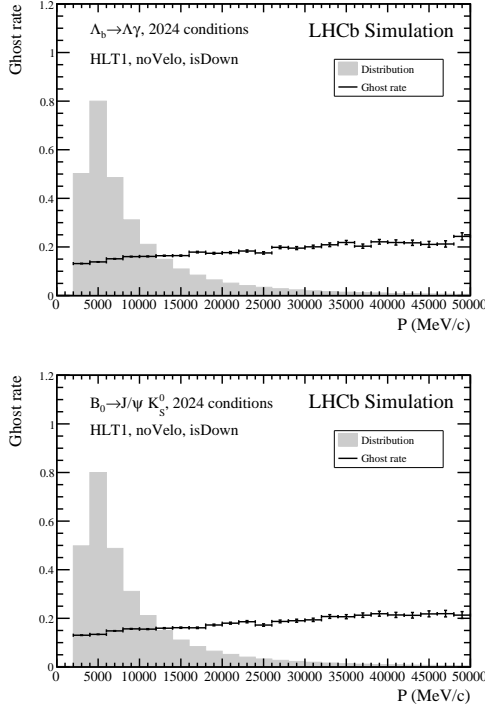 Λb→Λγ, 2024 conditions LHCb Simulation
HLT1, noVelo, isDown
Distribution
Ghost rate
Ghost rate
1.2
1
0.8
0.6
0.4
0.2
0
5000 10000 15000 20000 25000 30000 35000 40000 45000 50000
P (MeV/c)
B0→J/ψ K0S, 2024 conditions LHCb Simulation
HLT1, noVelo, isDown
Distribution
Ghost rate
Ghost rate
1.2
1
0.8
0.6
0.4
0.2
0
5000 10000 15000 20000 25000 30000 35000 40000 45000 50000
P (MeV/c)